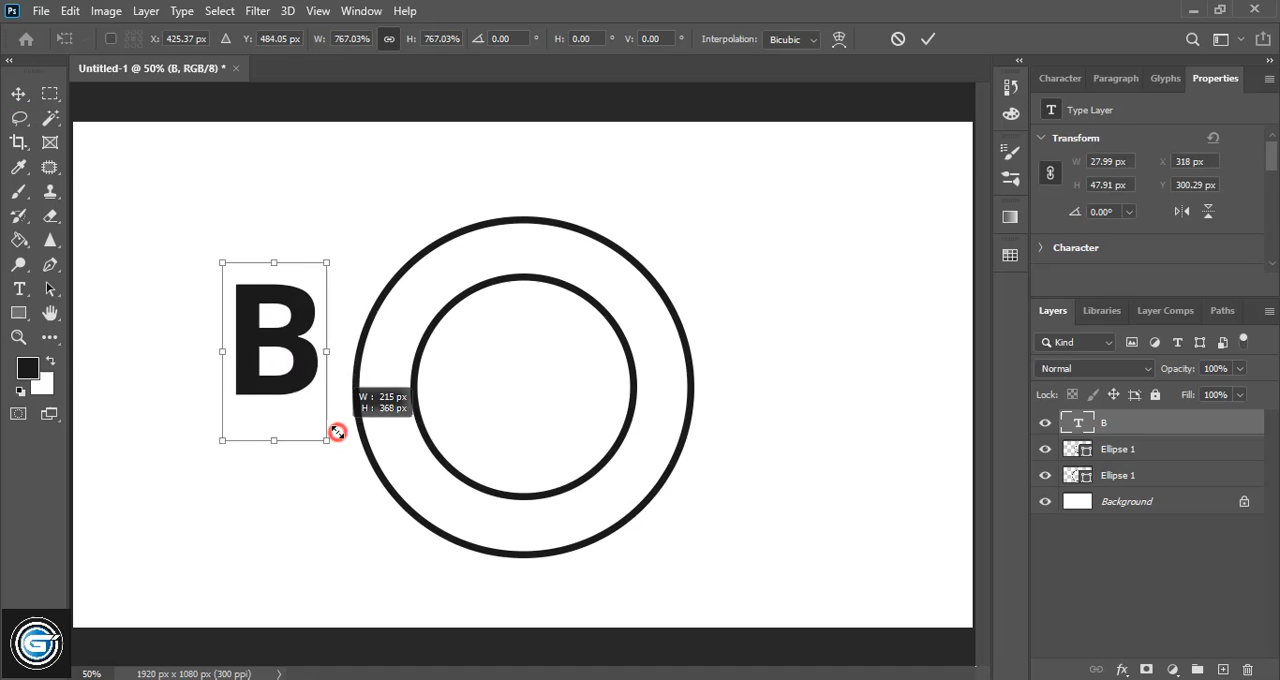 Ps File Edit Image Layer Type Select Filter 3D View Window Help
X: 425.37 px Y: 484.05 px W: 767.03% H: 767.03% 0.00 ° H: 0.00 ° V: 0.00 ° Interpolation: Bicubic
Untitled-1 @ 50% (B, RGB/8) * ×
Character Paragraph Glyphs Properties
T Type Layer
Transform
W 27.99 px X 318 px
H 47.91 px Y 300.29 px
0.00°
Character
B
W : 215 px
H : 368 px
Layers Libraries Layer Comps Paths
Kind
Normal Opacity: 100%
Lock: Fill: 100%
T B
Ellipse 1
Ellipse 1
Background
50% 1920 px x 1080 px (300 ppi)